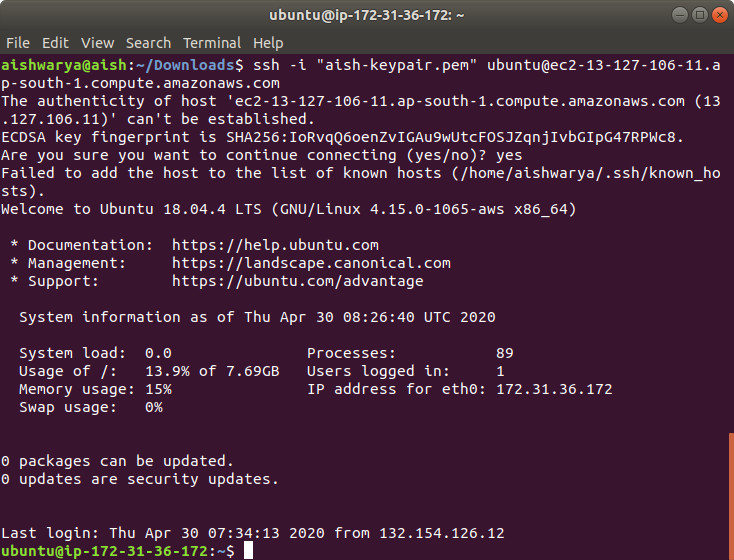 ubuntu@ip-172-31-36-172: ~
File Edit View Search Terminal Help
aishwarya@aish:~/Downloads$ ssh -i "aish-keypair.pem" ubuntu@ec2-13-127-106-11.a
p-south-1.compute.amazonaws.com
The authenticity of host 'ec2-13-127-106-11.ap-south-1.compute.amazonaws.com (13
.127.106.11)' can't be established.
ECDSA key fingerprint is SHA256:IoRvqQ6oenZvIGAu9wUtcFOSJZqnjIvbGIpG47RPWc8.
Are you sure you want to continue connecting (yes/no)? yes
Failed to add the host to the list of known hosts (/home/aishwarya/.ssh/known_ho
sts).
Welcome to Ubuntu 18.04.4 LTS (GNU/Linux 4.15.0-1065-aws x86_64)
* Documentation:  https://help.ubuntu.com
* Management:     https://landscape.canonical.com
* Support:        https://ubuntu.com/advantage
System information as of Thu Apr 30 08:26:40 UTC 2020
System load:  0.0               Processes:           89
Usage of /:   13.9% of 7.69GB   Users logged in:     1
Memory usage: 15%               IP address for eth0: 172.31.36.172
Swap usage:   0%
0 packages can be updated.
0 updates are security updates.
Last login: Thu Apr 30 07:34:13 2020 from 132.154.126.12
ubuntu@ip-172-31-36-172:~$